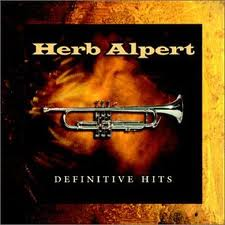 Herb Alpert
DEFINITIVE HITS